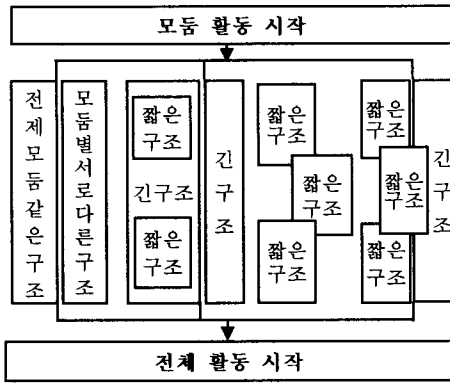 모둠 활동 시작
전제모둠같은구조
모둠별서로다른구조
짧은
구조
긴구조
짧은
구조
긴구조
짧은
구조
짧은
구조
짧은
구조
짧은
구조
짧은
구조
짧은
구조
긴구조
전체 활동 시작